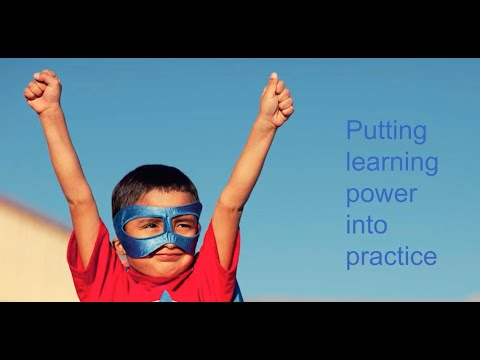 Putting
learning
power
into
practice